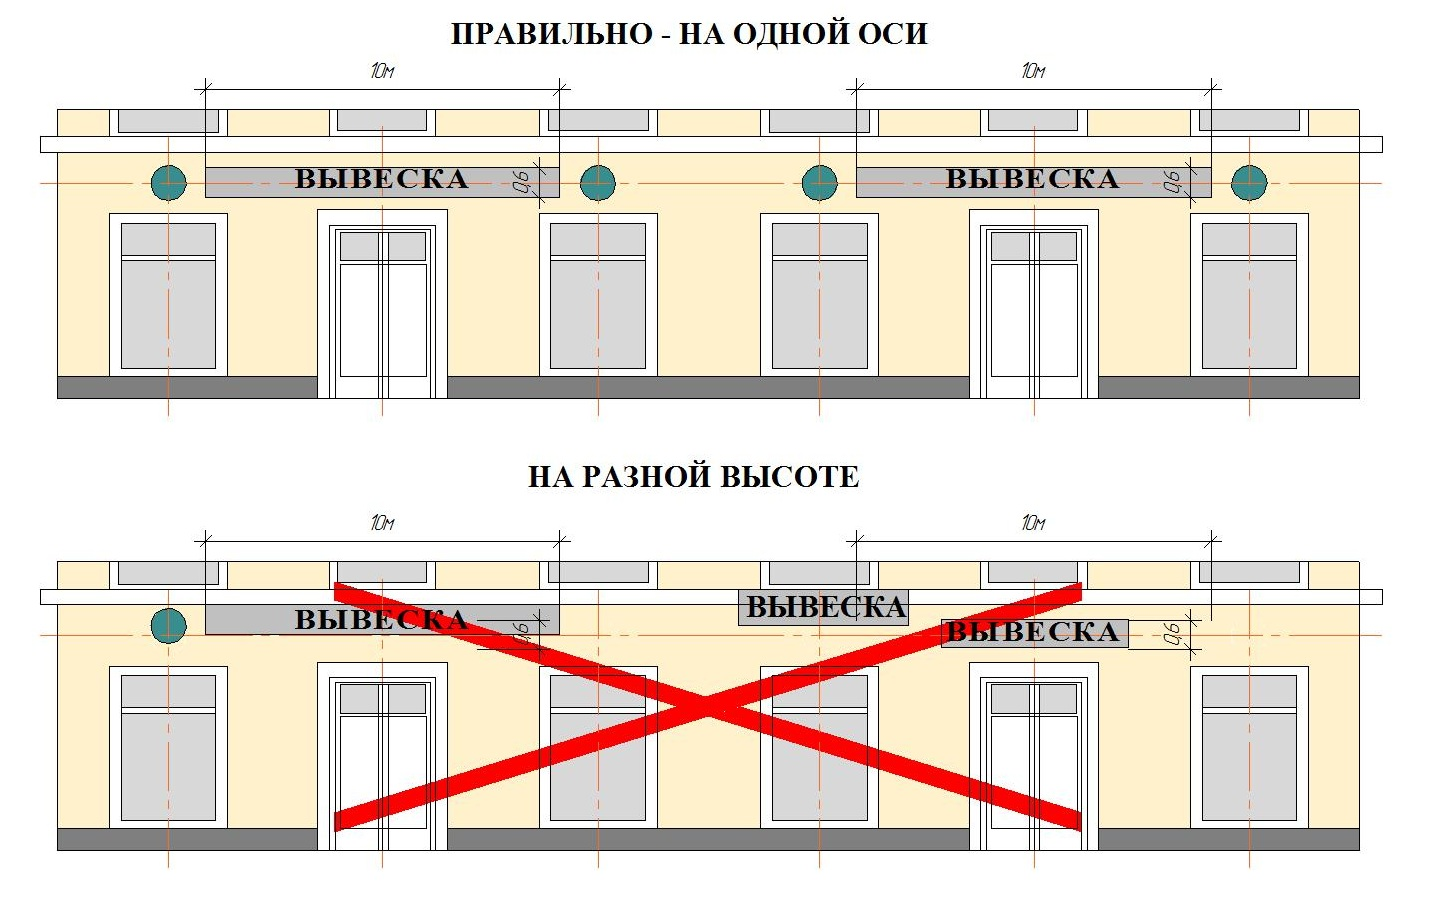 ПРАВИЛЬНО - НА ОДНОЙ ОСИ
10м 10м
ВЫВЕСКА 0,6 ВЫВЕСКА 0,6
НА РАЗНОЙ ВЫСОТЕ
10м 10м
ВЫВЕСКА
ВЫВЕСКА 0,6 ВЫВЕСКА 0,6